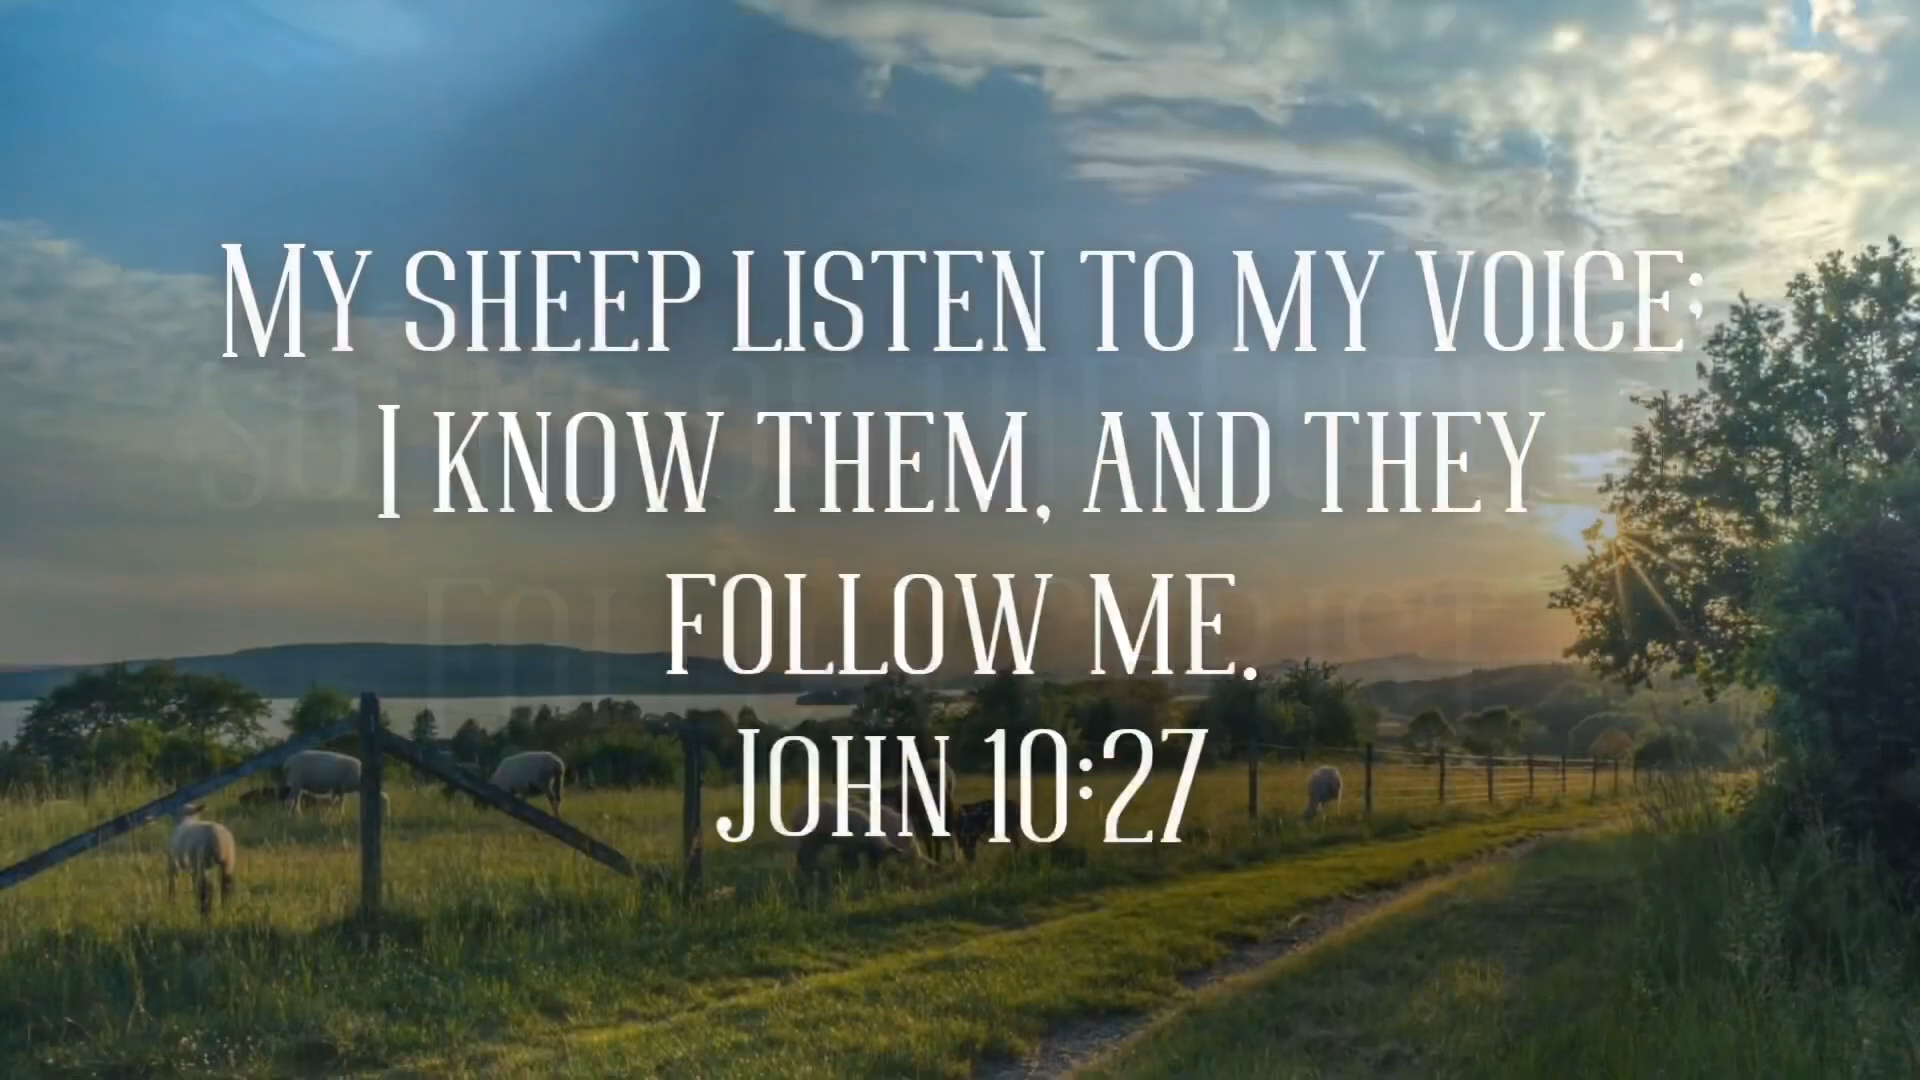 My sheep listen to my voice;
I know them, and they
follow me.
John 10:27